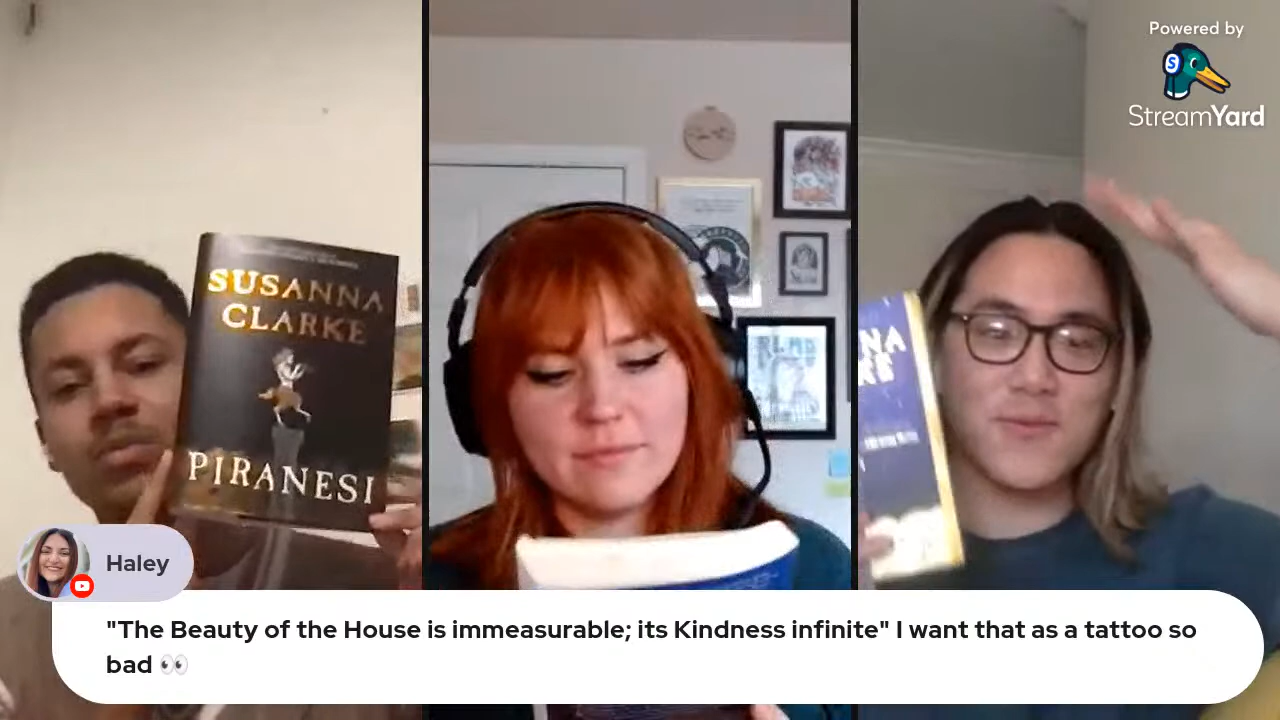 Powered by
StreamYard
SUSANNA
CLARKE
PIRANESI
NA
Haley
"The Beauty of the House is immeasurable; its Kindness infinite" I want that as a tattoo so
bad 👀